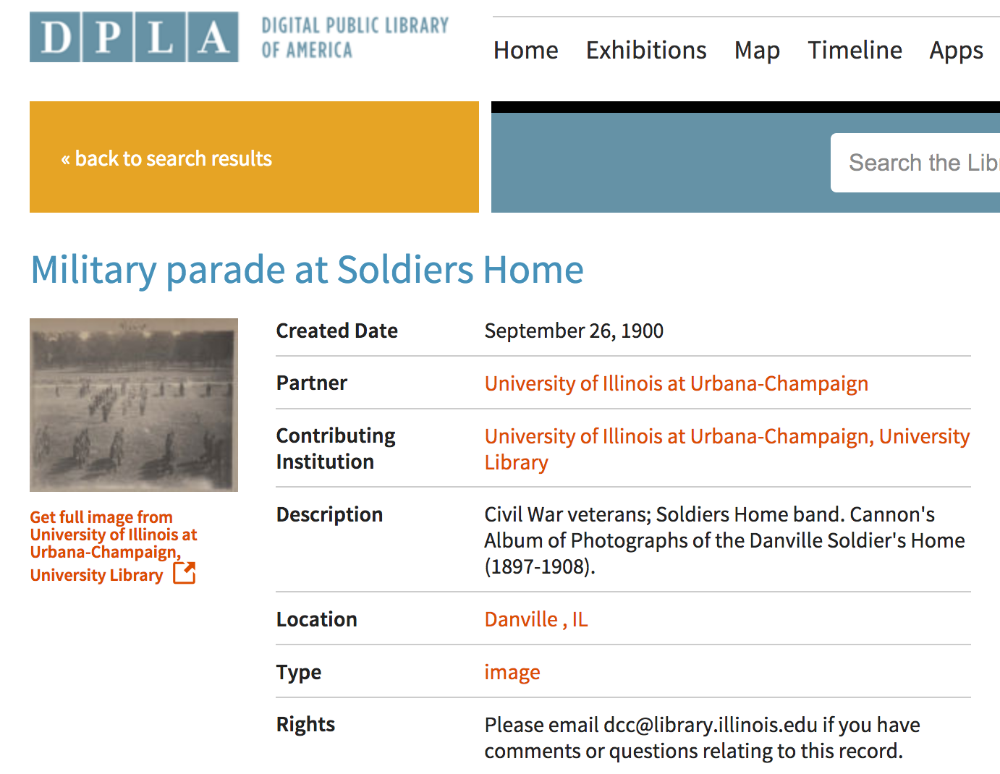 DPLA DIGITAL PUBLIC LIBRARY
OF AMERICA
Home Exhibitions Map Timeline Apps
« back to search results
Search the Lib
Military parade at Soldiers Home
Created Date September 26, 1900
Partner University of Illinois at Urbana-Champaign
Contributing
Institution
University of Illinois at Urbana-Champaign, University
Library
Get full image from
University of Illinois at
Urbana-Champaign,
University Library
Description
Civil War veterans; Soldiers Home band. Cannon's
Album of Photographs of the Danville Soldier's Home
(1897-1908).
Location Danville , IL
Type image
Rights
Please email dcc@library.illinois.edu if you have
comments or questions relating to this record.